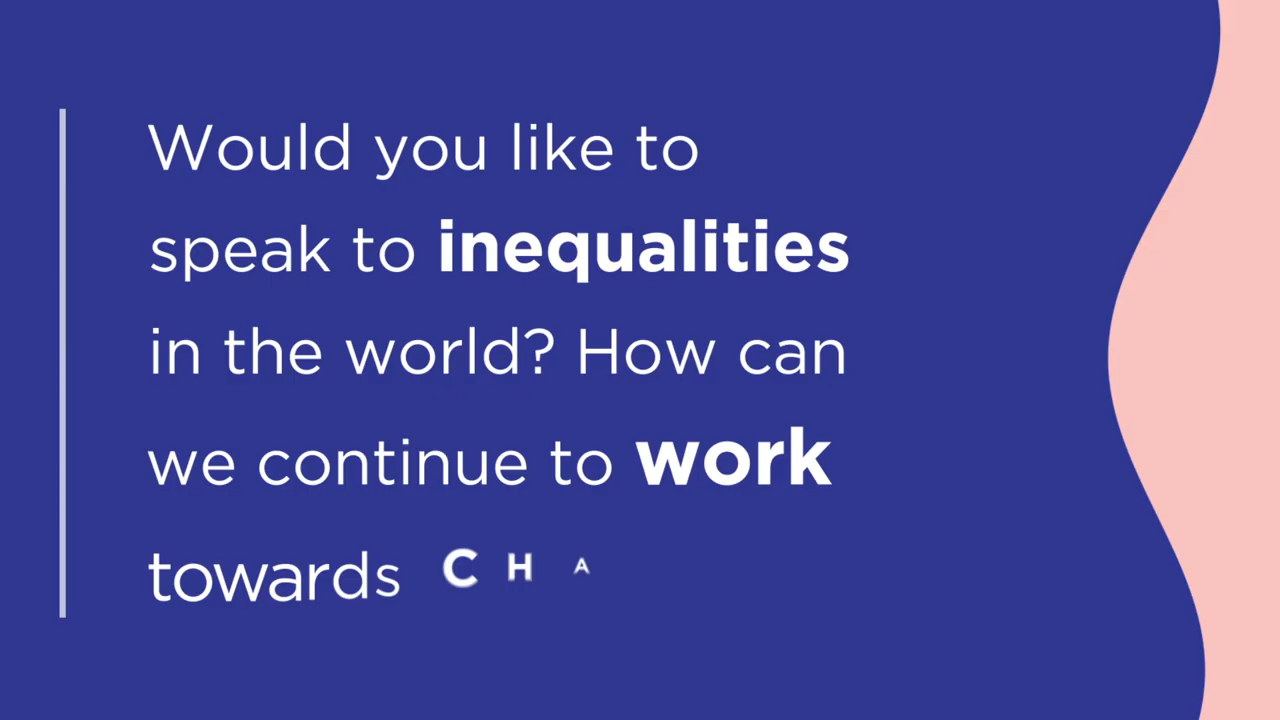 Would you like to
speak to inequalities
in the world? How can
we continue to work
towards C H A